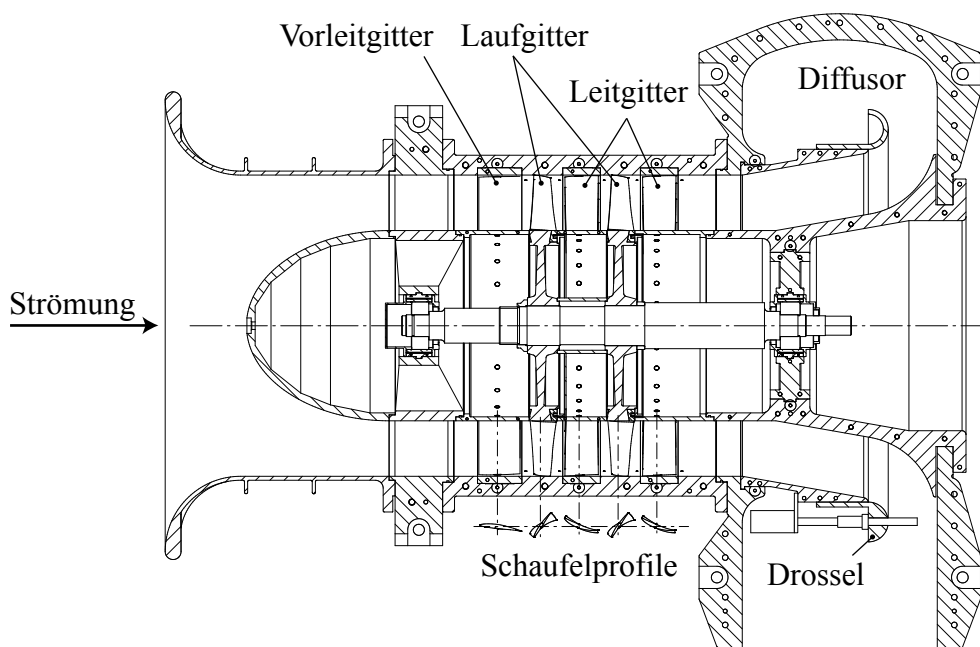 Vorleitgitter
Laufgitter
Leitgitter
Diffusor
Strömung
Schaufelprofile
Drossel